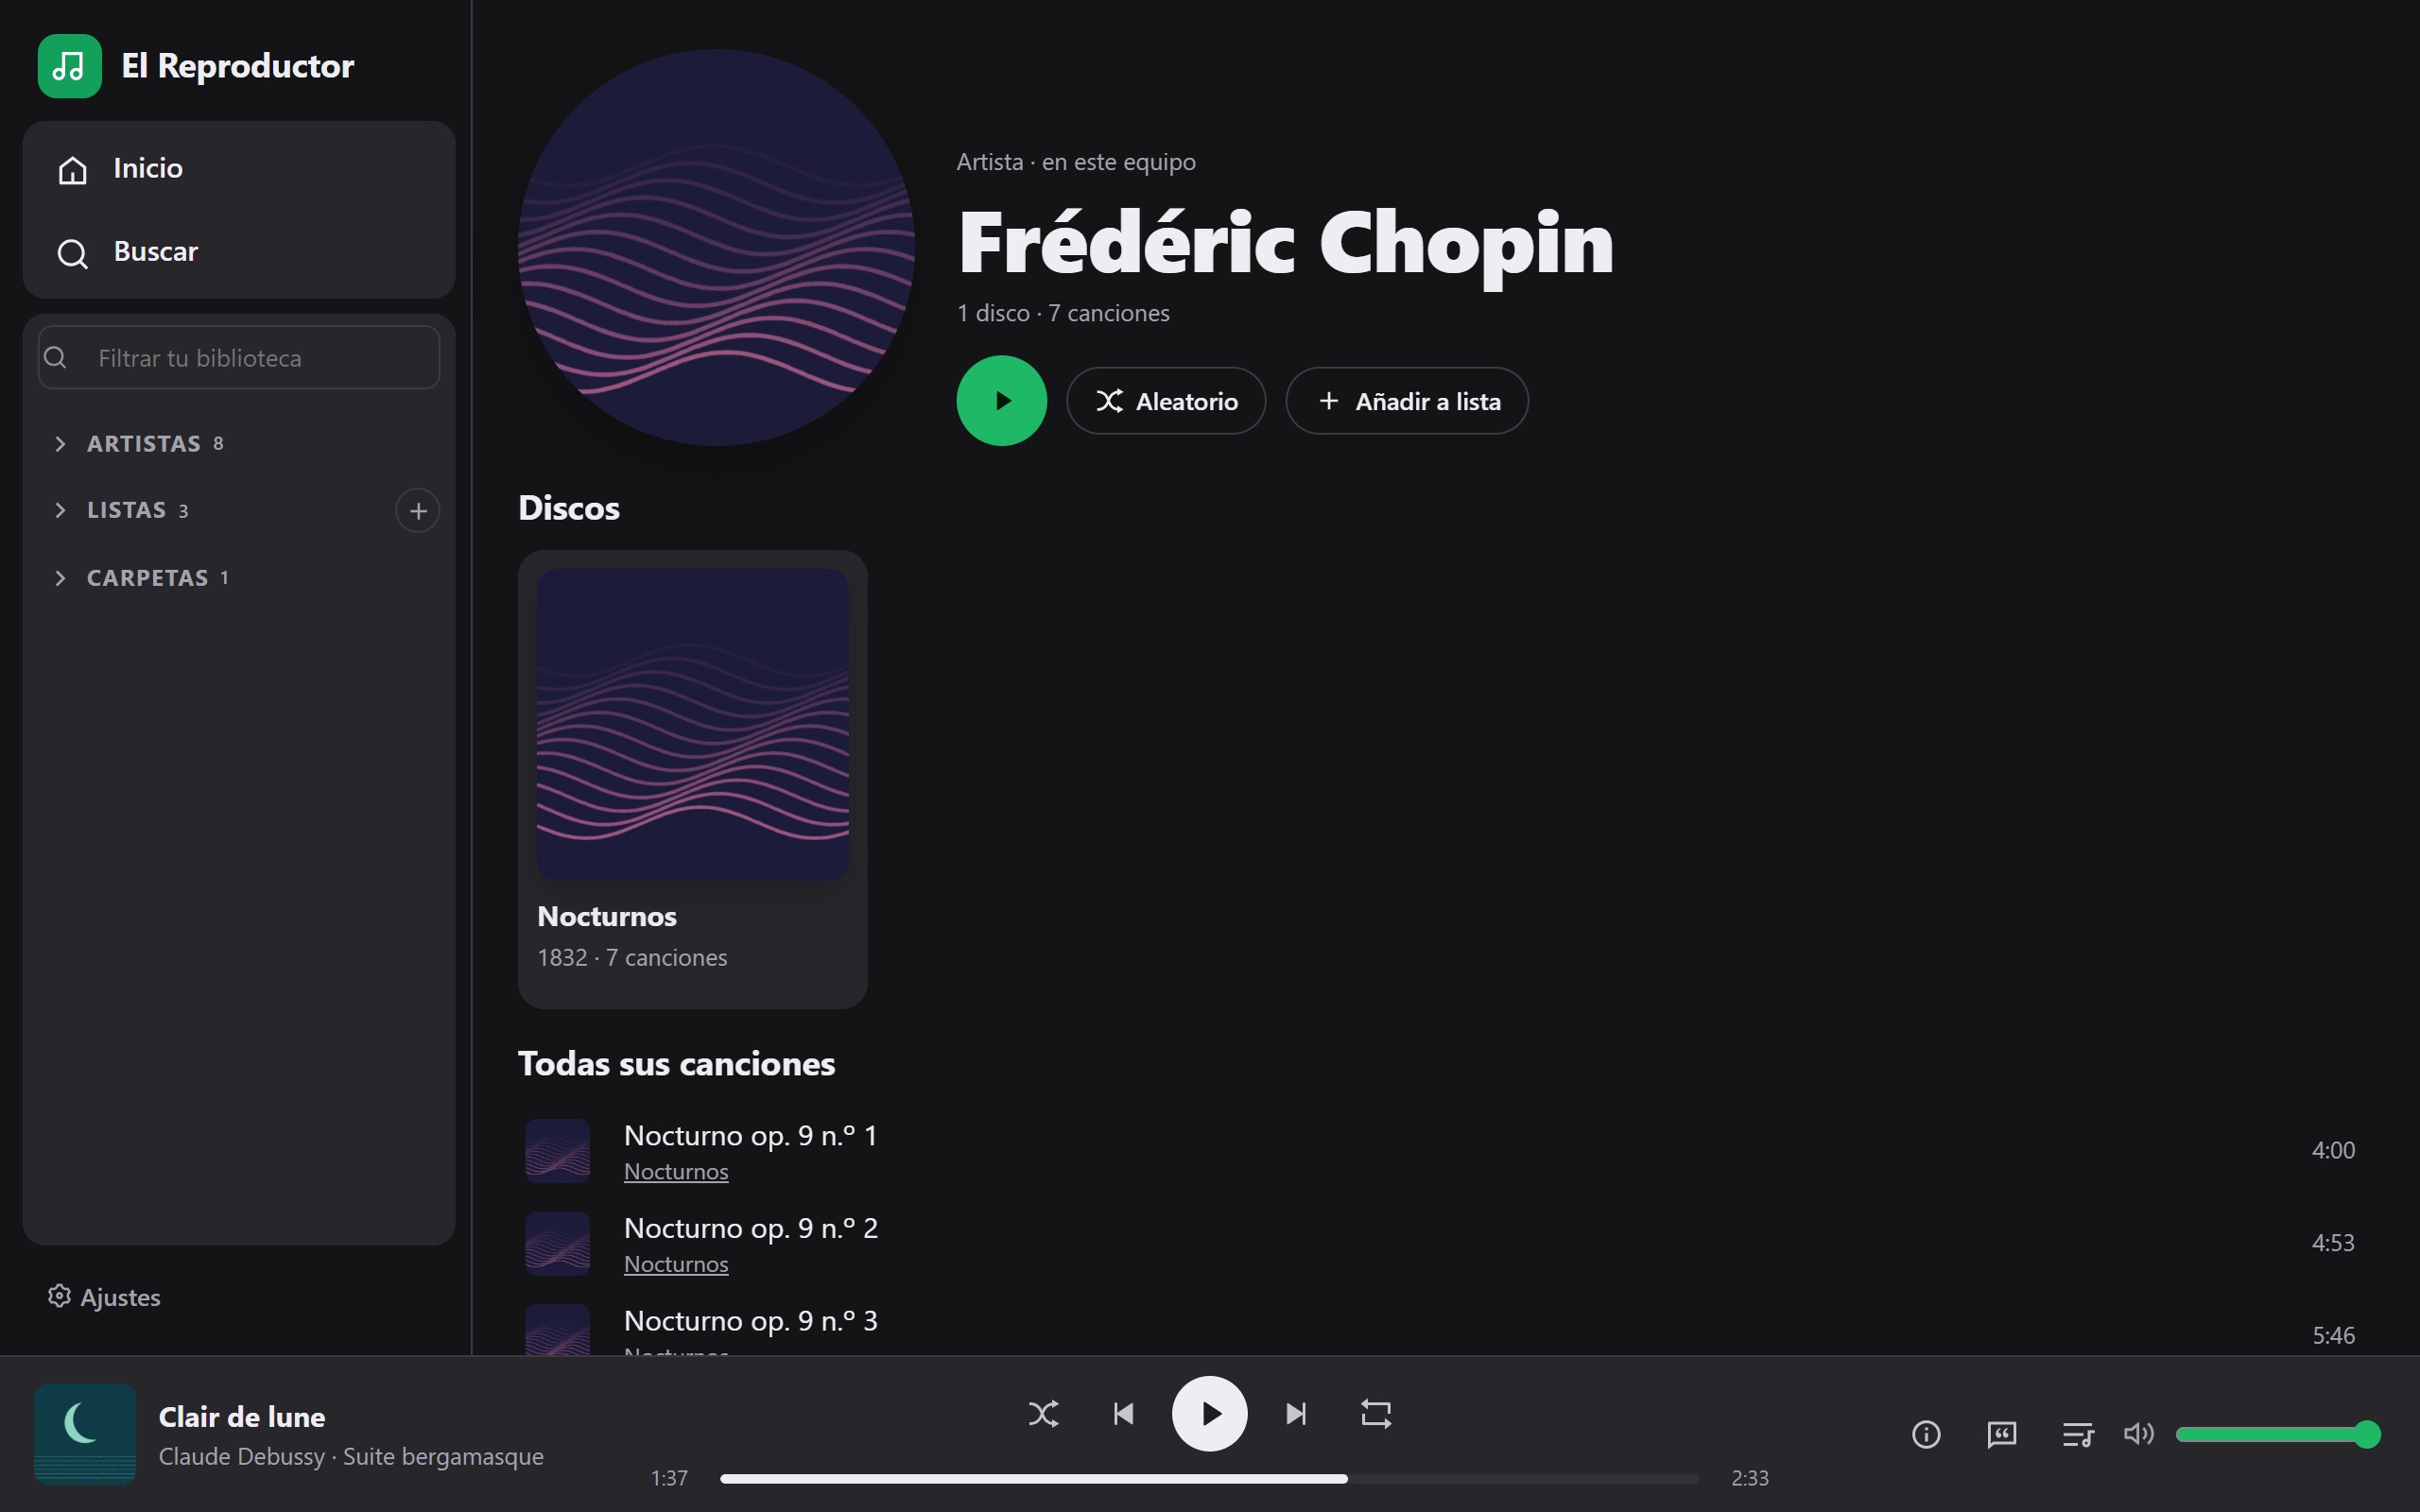 El Reproductor
Inicio
Buscar
Filtrar tu biblioteca
ARTISTAS 8
LISTAS 3
CARPETAS 1
Ajustes
Artista · en este equipo
Frédéric Chopin
1 disco · 7 canciones
Aleatorio
Añadir a lista
Discos
Nocturnos
1832 · 7 canciones
Todas sus canciones
Nocturno op. 9 n.º 1
Nocturnos
4:00
Nocturno op. 9 n.º 2
Nocturnos
4:53
Nocturno op. 9 n.º 3
Nocturnos
5:46
Clair de lune
Claude Debussy · Suite bergamasque
1:37
2:33